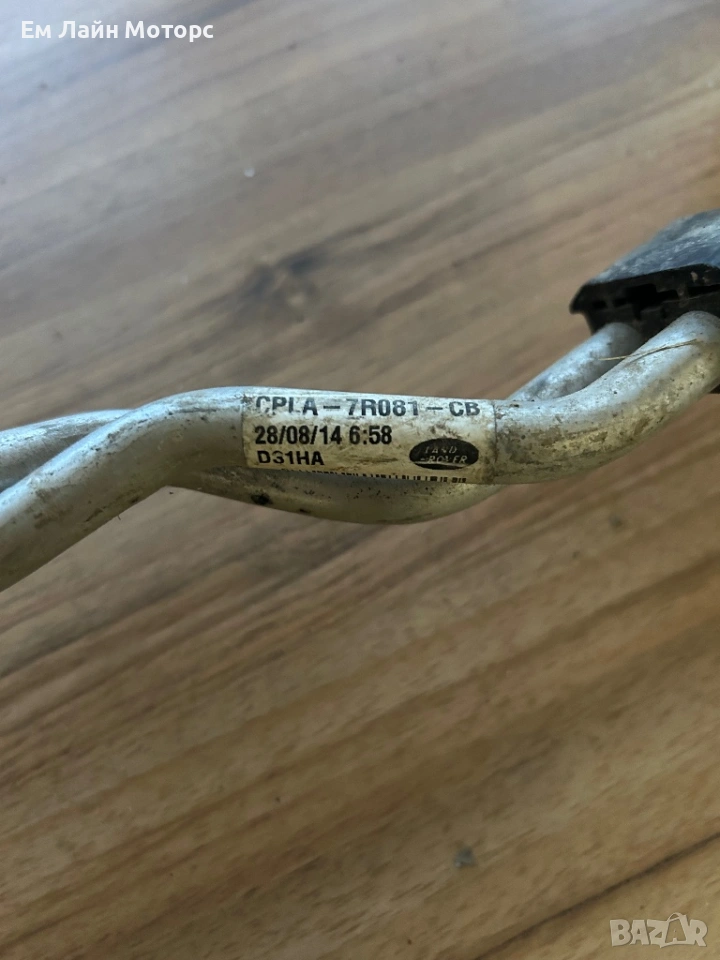 Ем Лайн Моторс
CPLA-7R081-CB
28/08/14 6:58
D31HA
LAND
ROVER
BAZAR